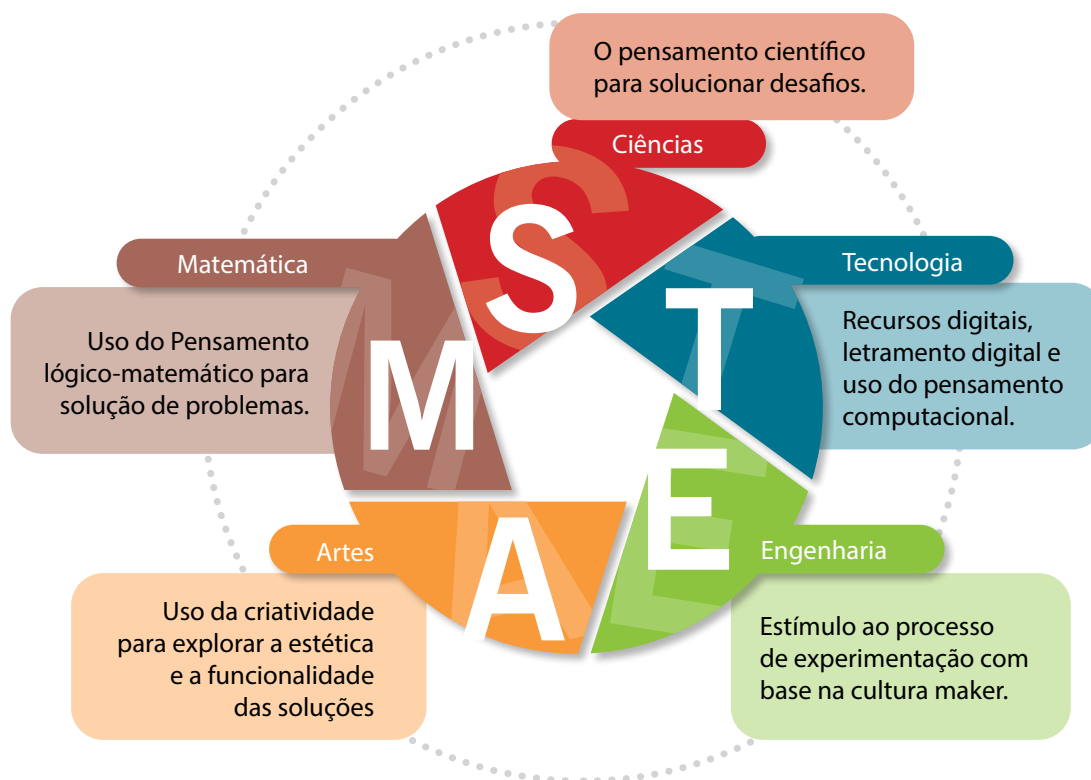 O pensamento científico
para solucionar desafios.
Ciências
S
Tecnologia
T
Recursos digitais,
letramento digital e
uso do pensamento
computacional.
Engenharia
E
Estímulo ao processo
de experimentação com
base na cultura maker.
Artes
A
Uso da criatividade
para explorar a estética
e a funcionalidade
das soluções
Matemática
M
Uso do Pensamento
lógico-matemático para
solução de problemas.